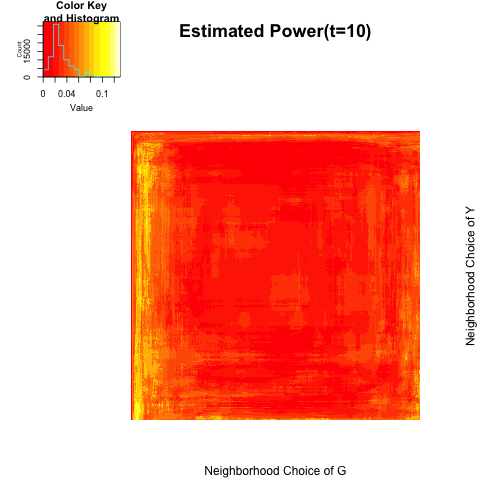 Color Key
and Histogram
Count
0 15000
0 0.04 0.1
Value
Estimated Power(t=10)
Neighborhood Choice of Y
Neighborhood Choice of G